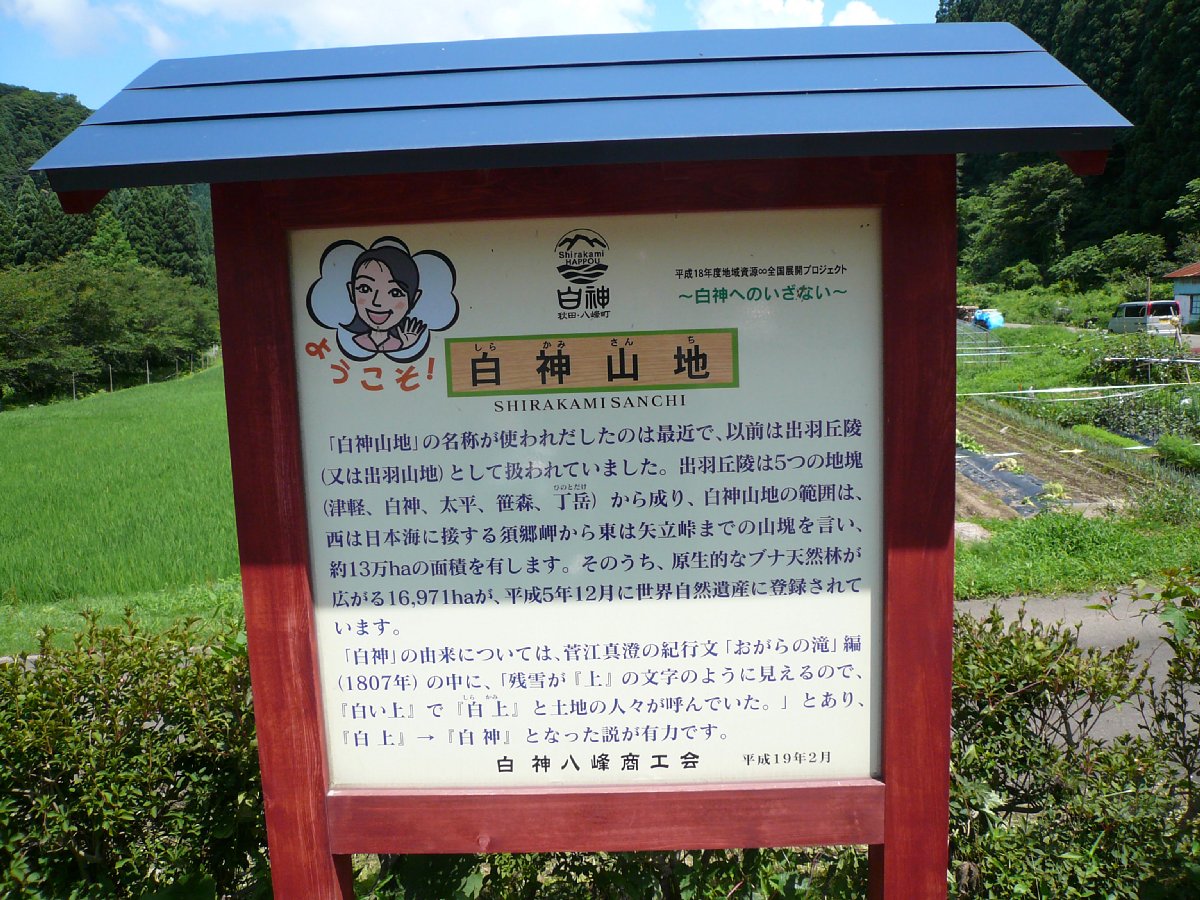 Shirakami
HAPPOU
白神
秋田・八峰町
平成18年度地域資源∞全国展開プロジェクト
～白神へのいざない～
ようこそ!
しら かみ さん ち
白神山地
SHIRAKAMI SANCHI
「白神山地」の名称が使われだしたのは最近で、以前は出羽丘陵
(又は出羽山地)として扱われていました。出羽丘陵は5つの地塊
ひのとだけ
(津軽、白神、太平、笹森、丁岳)から成り、白神山地の範囲は、
西は日本海に接する須郷岬から東は矢立峠までの山塊を言い、
約13万haの面積を有します。そのうち、原生的なブナ天然林が
広がる16,971haが、平成5年12月に世界自然遺産に登録されて
います。
「白神」の由来については、菅江真澄の紀行文「おがらの滝」編
(1807年)の中に、「残雪が『上』の文字のように見えるので、
しら かみ
『白い上』で『白上』と土地の人々が呼んでいた。」とあり、
『白上』→『白神』となった説が有力です。
白神八峰商工会 平成19年2月